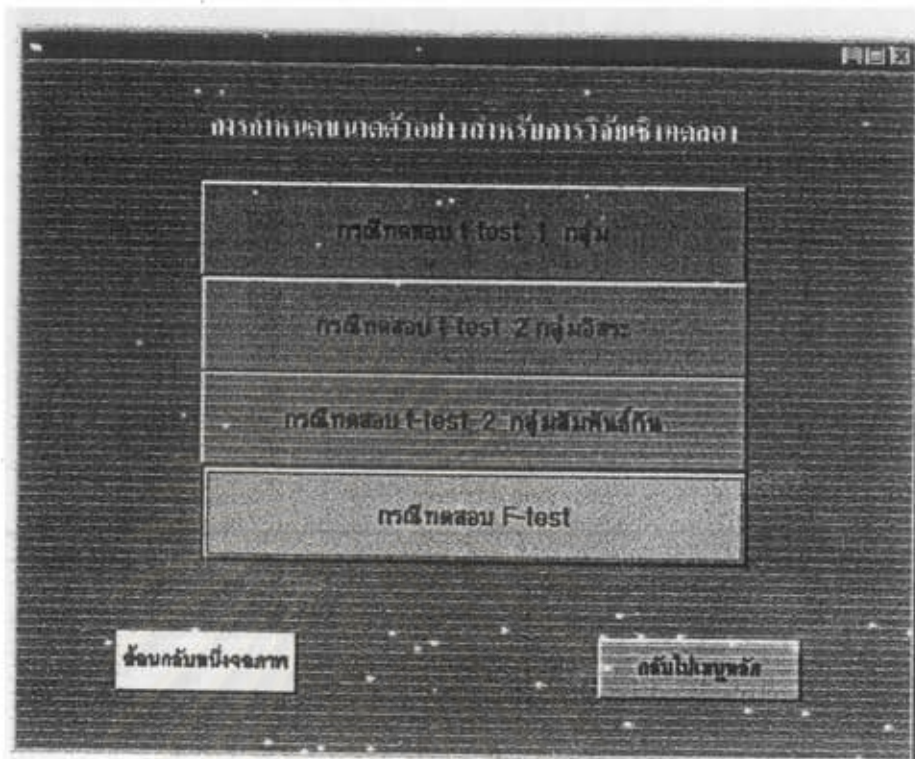 การกำหนดขนาดตัวอย่างสำหรับการวิจัยเชิงทดลอง
กรณีทดสอบ t-test 1 กลุ่ม
กรณีทดสอบ t-test 2 กลุ่มอิสระ
กรณีทดสอบ t-test 2 กลุ่มสัมพันธ์กัน
กรณีทดสอบ F-test
ย้อนกลับหนึ่งจอภาพ
กลับไปเมนูหลัก